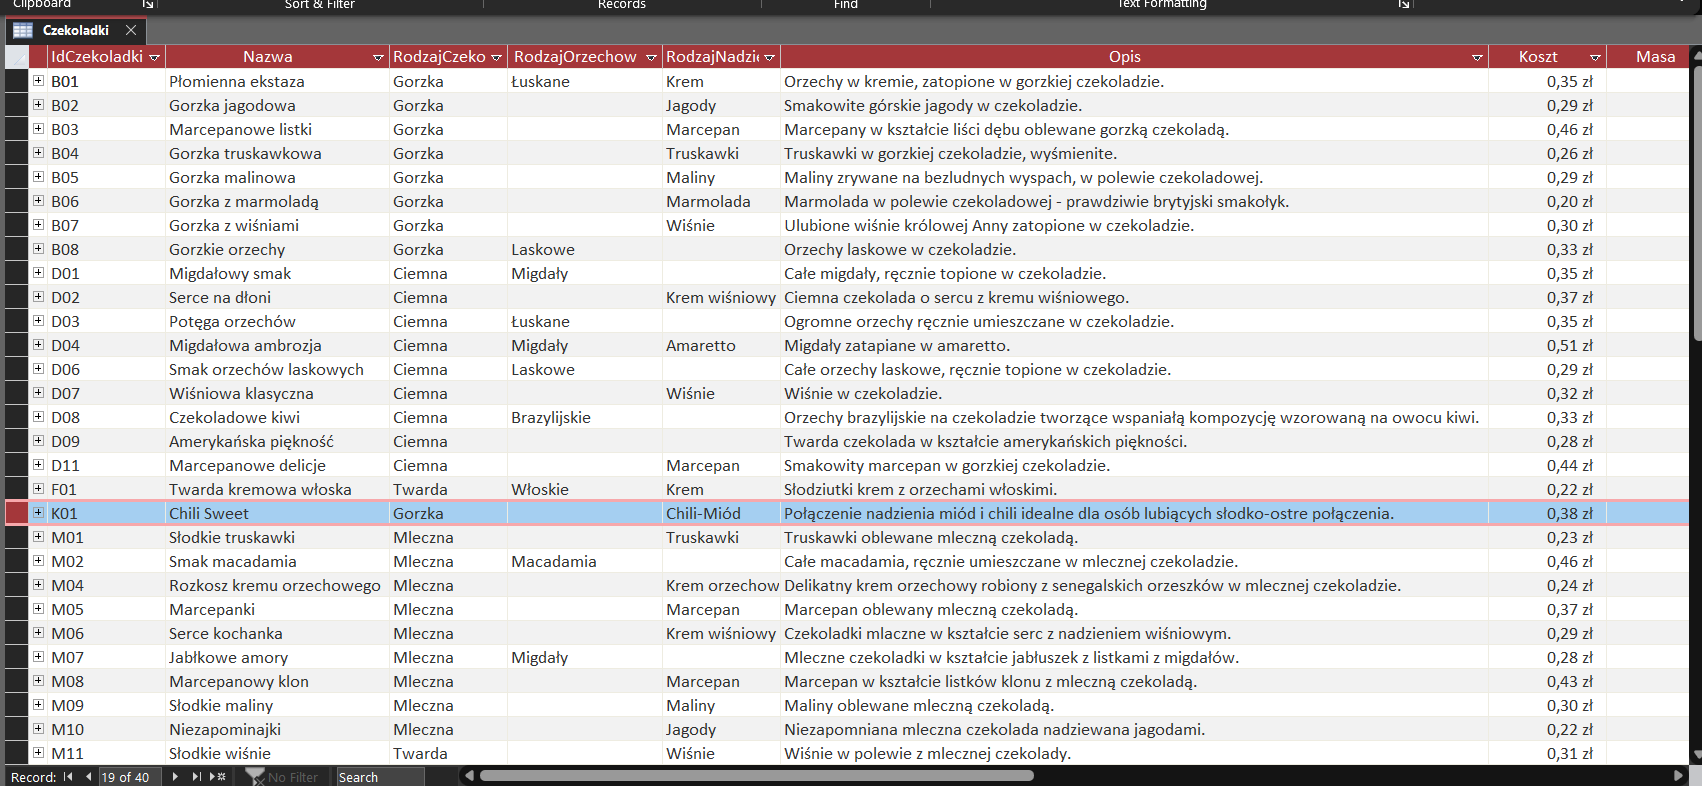 Clipboard Sort & Filter Records Find Text Formatting
Czekoladki
IdCzekoladki Nazwa RodzajCzeko RodzajOrzechow RodzajNadzie Opis Koszt Masa
B01 Płomienna ekstaza Gorzka Łuskane Krem Orzechy w kremie, zatopione w gorzkiej czekoladzie. 0,35 zł
B02 Gorzka jagodowa Gorzka Jagody Smakowite górskie jagody w czekoladzie. 0,29 zł
B03 Marcepanowe listki Gorzka Marcepan Marcepany w kształcie liści dębu oblewane gorzką czekoladą. 0,46 zł
B04 Gorzka truskawkowa Gorzka Truskawki Truskawki w gorzkiej czekoladzie, wyśmienite. 0,26 zł
B05 Gorzka malinowa Gorzka Maliny Maliny zrywane na bezludnych wyspach, w polewie czekoladowej. 0,29 zł
B06 Gorzka z marmoladą Gorzka Marmolada Marmolada w polewie czekoladowej - prawdziwie brytyjski smakołyk. 0,20 zł
B07 Gorzka z wiśniami Gorzka Wiśnie Ulubione wiśnie królowej Anny zatopione w czekoladzie. 0,30 zł
B08 Gorzkie orzechy Gorzka Laskowe Orzechy laskowe w czekoladzie. 0,33 zł
D01 Migdałowy smak Ciemna Migdały Całe migdały, ręcznie topione w czekoladzie. 0,35 zł
D02 Serce na dłoni Ciemna Krem wiśniowy Ciemna czekolada o sercu z kremu wiśniowego. 0,37 zł
D03 Potęga orzechów Ciemna Łuskane Ogromne orzechy ręcznie umieszczane w czekoladzie. 0,35 zł
D04 Migdałowa ambrozja Ciemna Migdały Amaretto Migdały zatapiane w amaretto. 0,51 zł
D06 Smak orzechów laskowych Ciemna Laskowe Całe orzechy laskowe, ręcznie topione w czekoladzie. 0,29 zł
D07 Wiśniowa klasyczna Ciemna Wiśnie Wiśnie w czekoladzie. 0,32 zł
D08 Czekoladowe kiwi Ciemna Brazylijskie Orzechy brazylijskie na czekoladzie tworzące wspaniałą kompozycję wzorowaną na owocu kiwi. 0,33 zł
D09 Amerykańska piękność Ciemna Twarda czekolada w kształcie amerykańskich piękności. 0,28 zł
D11 Marcepanowe delicje Ciemna Marcepan Smakowity marcepan w gorzkiej czekoladzie. 0,44 zł
F01 Twarda kremowa włoska Twarda Włoskie Krem Słodziutki krem z orzechami włoskimi. 0,22 zł
K01 Chili Sweet Gorzka Chili-Miód Połączenie nadzienia miód i chili idealne dla osób lubiących słodko-ostre połączenia. 0,38 zł
M01 Słodkie truskawki Mleczna Truskawki Truskawki oblewane mleczną czekoladą. 0,23 zł
M02 Smak macadamia Mleczna Macadamia Całe macadamia, ręcznie umieszczane w mlecznej czekoladzie. 0,46 zł
M04 Rozkosz kremu orzechowego Mleczna Krem orzechow Delikatny krem orzechowy robiony z senegalskich orzeszków w mlecznej czekoladzie. 0,24 zł
M05 Marcepanki Mleczna Marcepan Marcepan oblewany mleczną czekoladą. 0,37 zł
M06 Serce kochanka Mleczna Krem wiśniowy Czekoladki mlaczne w kształcie serc z nadzieniem wiśniowym. 0,29 zł
M07 Jabłkowe amory Mleczna Migdały Mleczne czekoladki w kształcie jabłuszek z listkami z migdałów. 0,28 zł
M08 Marcepanowy klon Mleczna Marcepan Marcepan w kształcie listków klonu z mleczną czekoladą. 0,43 zł
M09 Słodkie maliny Mleczna Maliny Maliny oblewane mleczną czekoladą. 0,30 zł
M10 Niezapominajki Mleczna Jagody Niezapomniana mleczna czekolada nadziewana jagodami. 0,22 zł
M11 Słodkie wiśnie Twarda Wiśnie Wiśnie w polewie z mlecznej czekolady. 0,31 zł
Record: 19 of 40 No Filter Search